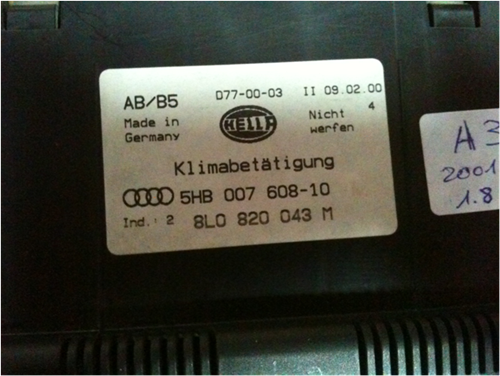 AB/B5 D77-00-03 II 09.02.00
Made in Germany
HELLA
Nicht werfen
4
Klimabetätigung
5HB 007 608-10
Ind.: 2 8L0 820 043 M
A3
2001
1.8